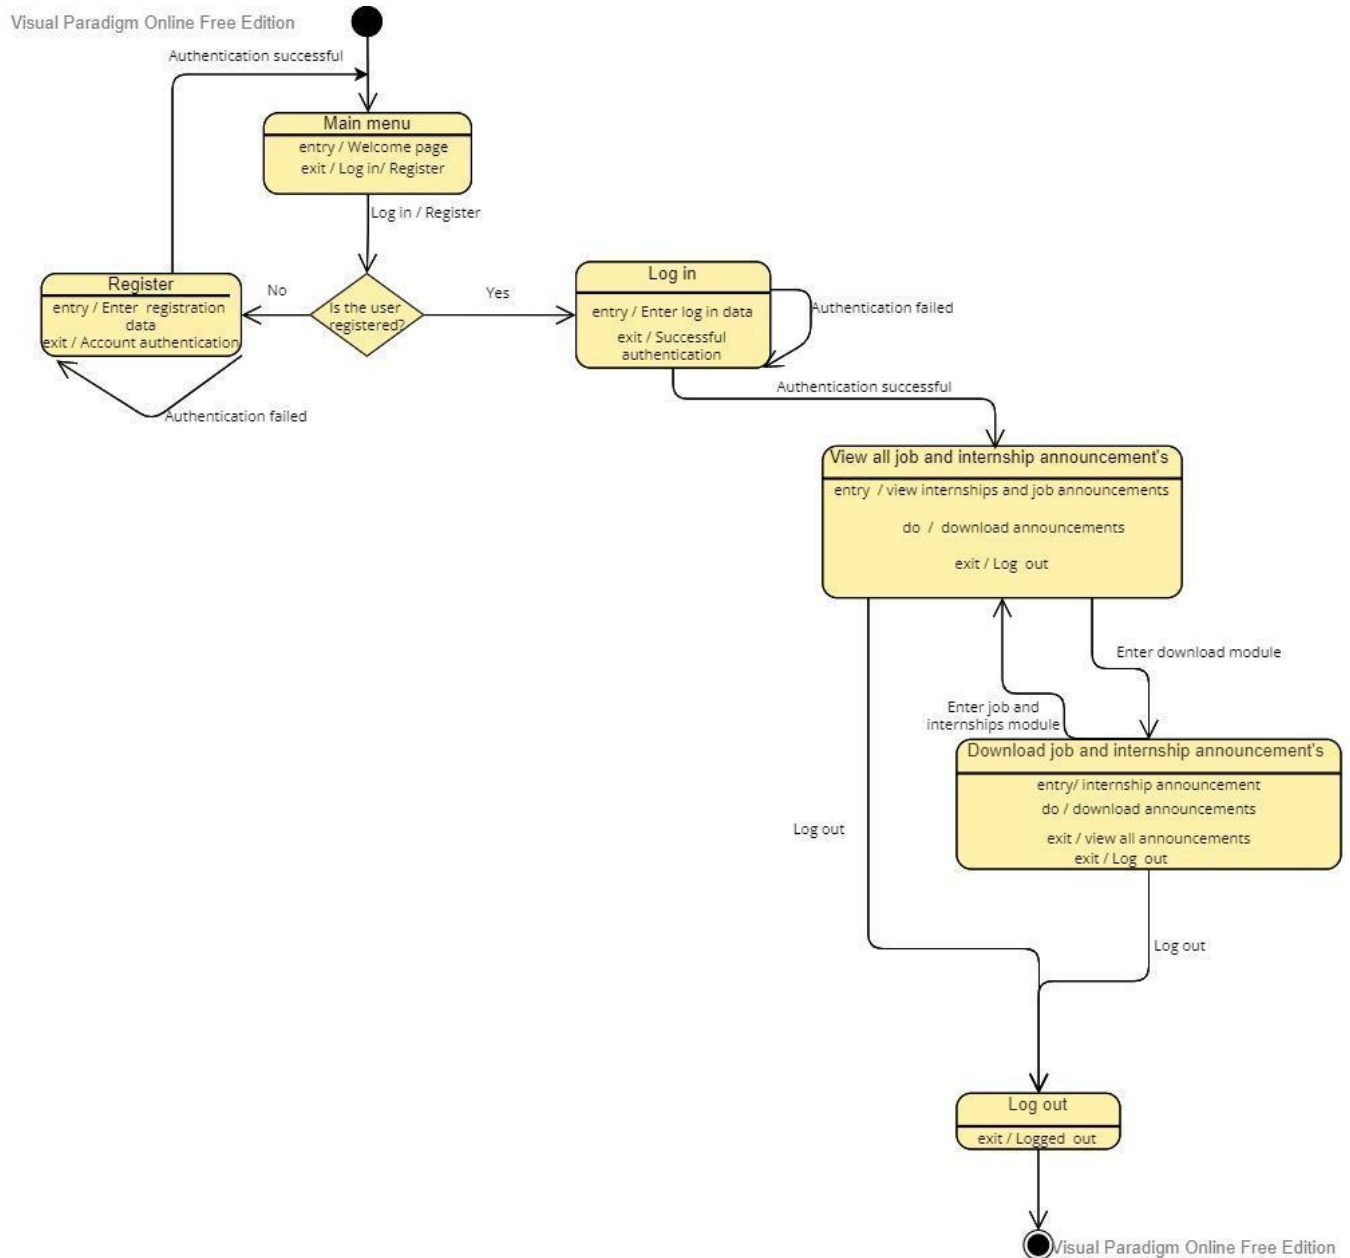 Visual Paradigm Online Free Edition
Authentication successful
Main menu
entry / Welcome page
exit / Log in/ Register
Log in / Register
Register
entry / Enter  registration
data
exit / Account authentication
No
Is the user
registered?
Yes
Log in
entry / Enter log in data
exit / Successful
authentication
Authentication failed
Authentication failed
Authentication successful
View all job and internship announcement's
entry  / view internships and job announcements
do  /  download announcements
exit / Log  out
Enter download module
Enter job and
internships module
Download job and internship announcement's
entry/ internship announcement
do / download announcements
exit / view all announcements
exit / Log  out
Log out
Log out
Log out
exit / Logged  out
Visual Paradigm Online Free Edition